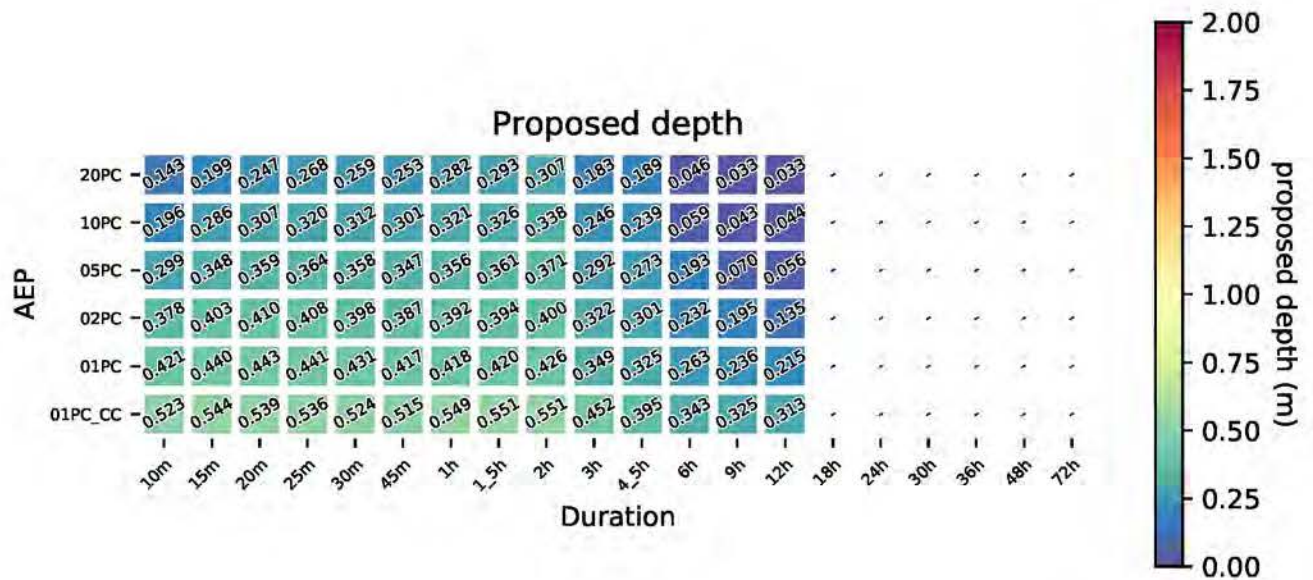 Proposed depth
AEP
20PC 0.143 0.199 0.247 0.268 0.259 0.253 0.282 0.293 0.307 0.183 0.189 0.046 0.033 0.033 - - - - - -
10PC 0.196 0.286 0.307 0.320 0.312 0.301 0.321 0.326 0.338 0.246 0.239 0.059 0.043 0.044 - - - - - -
05PC 0.299 0.348 0.359 0.364 0.358 0.347 0.356 0.361 0.371 0.292 0.273 0.193 0.070 0.056 - - - - - -
02PC 0.378 0.403 0.410 0.408 0.398 0.387 0.392 0.394 0.400 0.322 0.301 0.232 0.195 0.135 - - - - - -
01PC 0.421 0.440 0.443 0.441 0.431 0.417 0.418 0.420 0.426 0.349 0.325 0.263 0.236 0.215 - - - - - -
01PC_CC 0.523 0.544 0.539 0.536 0.524 0.515 0.549 0.551 0.551 0.452 0.395 0.343 0.325 0.313 - - - - - -
10m 15m 20m 25m 30m 45m 1h 1_5h 2h 3h 4_5h 6h 9h 12h 18h 24h 30h 36h 48h 72h
Duration
2.00
1.75
1.50
1.25
1.00
0.75
0.50
0.25
0.00
proposed depth (m)